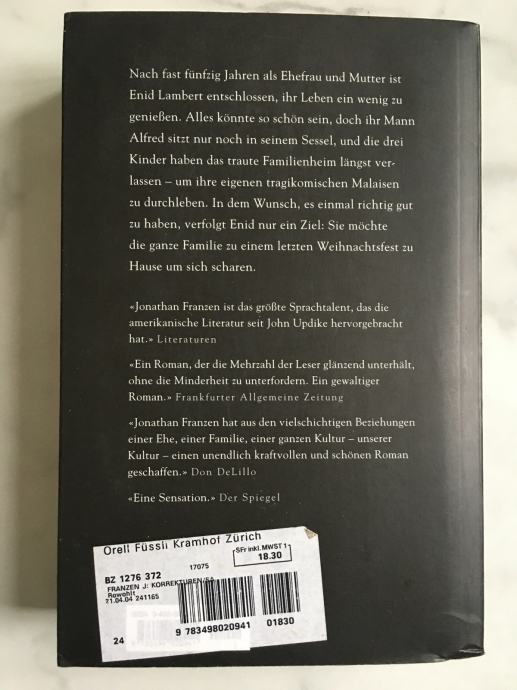 Nach fast fünfzig Jahren als Ehefrau und Mutter ist
Enid Lambert entschlossen, ihr Leben ein wenig zu
genießen. Alles könnte so schön sein, doch ihr Mann
Alfred sitzt nur noch in seinem Sessel, und die drei
Kinder haben das traute Familienheim längst ver-
lassen – um ihre eigenen tragikomischen Malaisen
zu durchleben. In dem Wunsch, es einmal richtig gut
zu haben, verfolgt Enid nur ein Ziel: Sie möchte
die ganze Familie zu einem letzten Weihnachtsfest zu
Hause um sich scharen.
«Jonathan Franzen ist das größte Sprachtalent, das die
amerikanische Literatur seit John Updike hervorgebracht
hat.» Literaturen
«Ein Roman, der die Mehrzahl der Leser glänzend unterhält,
ohne die Minderheit zu unterfordern. Ein gewaltiger
Roman.» Frankfurter Allgemeine Zeitung
«Jonathan Franzen hat aus den vielschichtigen Beziehungen
einer Ehe, einer Familie, einer ganzen Kultur – unserer
Kultur – einen unendlich kraftvollen und schönen Roman
geschaffen.» Don DeLillo
«Eine Sensation.» Der Spiegel
Orell Füssli Kramhof Zürich
SFr inkl. MWST 1
18.30
BZ 1276 372
17075
FRANZEN J: KORREKTUREN
Rowohlt
21.04.04 241165
24
9 783498020941
01830